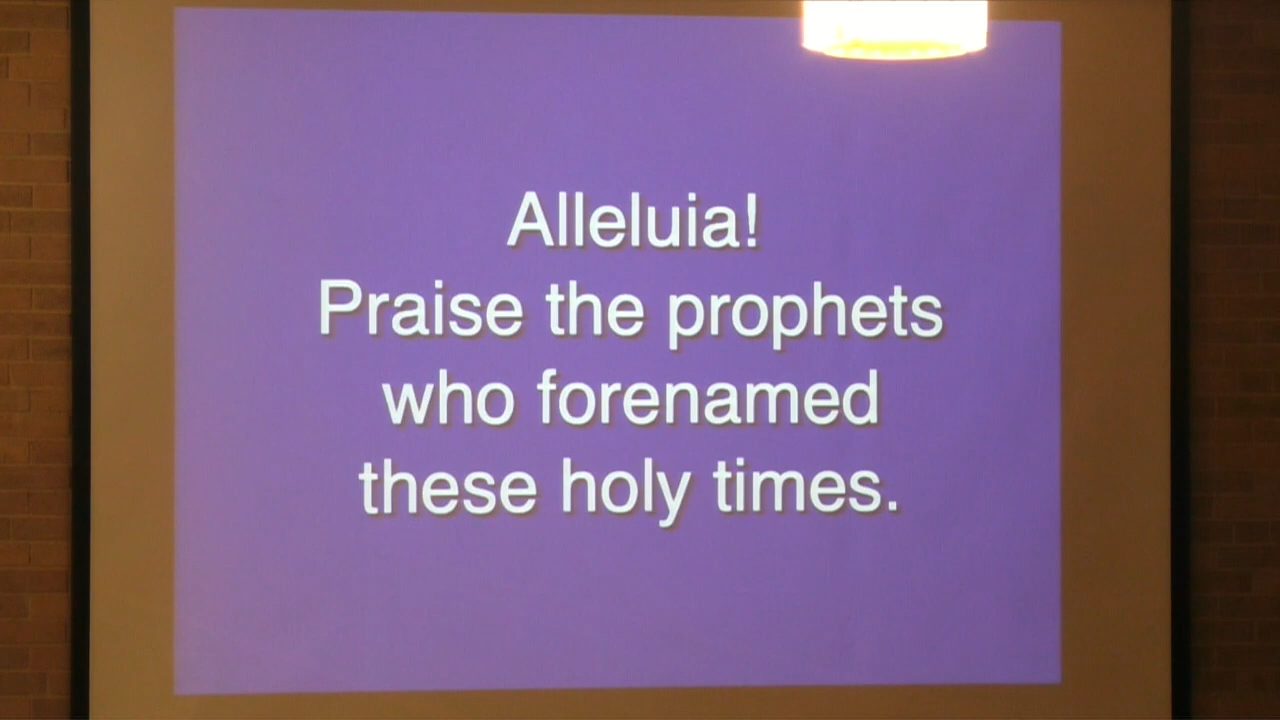 Alleluia!
Praise the prophets
who forenamed
these holy times.